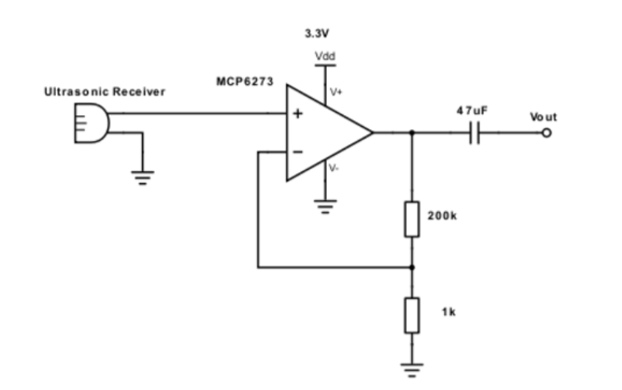 3.3V
Vdd
MCP6273
V+
Ultrasonic Receiver
+
47uF
Vout
−
V-
200k
1k